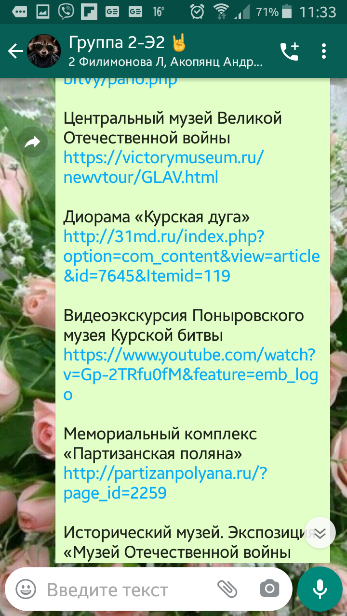 16°
71%
11:33
Группа 2-Э2 🤘
2 Филимонова Л, Акопянц Андр...
bitvy/pano.php
Центральный музей Великой
Отечественной войны
https://victorymuseum.ru/
newvtour/GLAV.html
Диорама «Курская дуга»
http://31md.ru/index.php?
option=com_content&view=article
&id=7645&Itemid=119
Видеоэкскурсия Поныровского
музея Курской битвы
https://www.youtube.com/watch?
v=Gp-2TRfu0fM&feature=emb_log
o
Мемориальный комплекс
«Партизанская поляна»
http://partizanpolyana.ru/?
page_id=2259
Исторический музей. Экспозиция
«Музей Отечественной войны
Введите текст